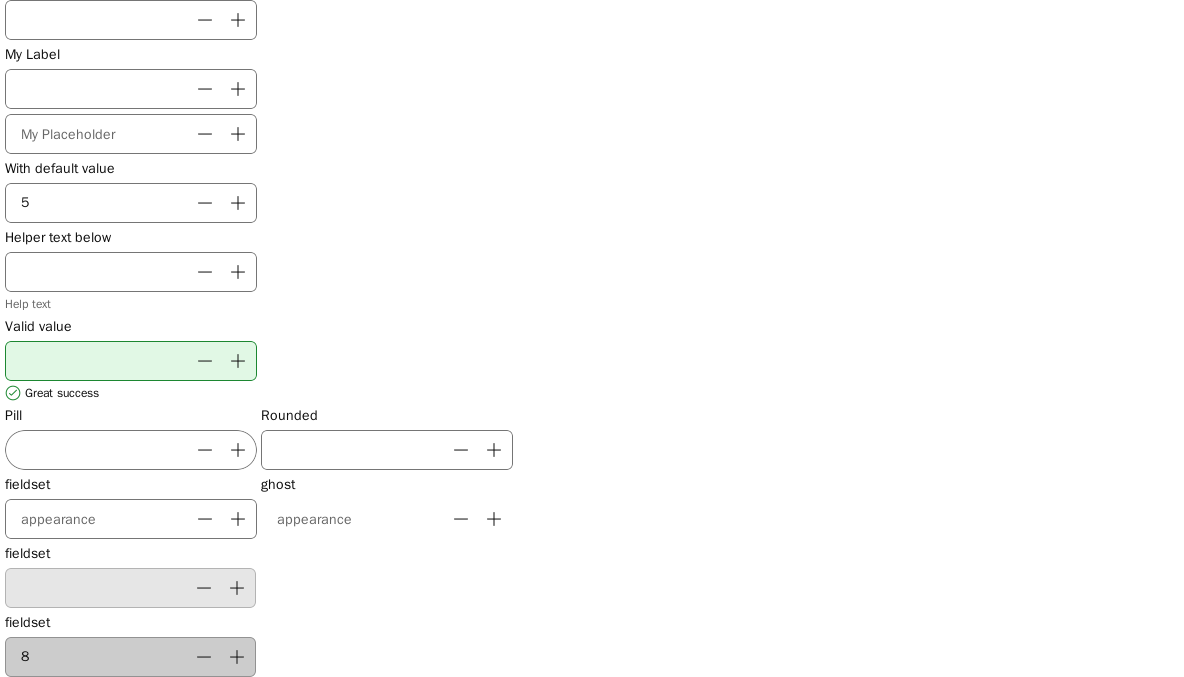 My Label
My Placeholder
With default value
5
Helper text below
Help text
Valid value
Great success
Pill Rounded
fieldset ghost
appearance appearance
fieldset
fieldset
8